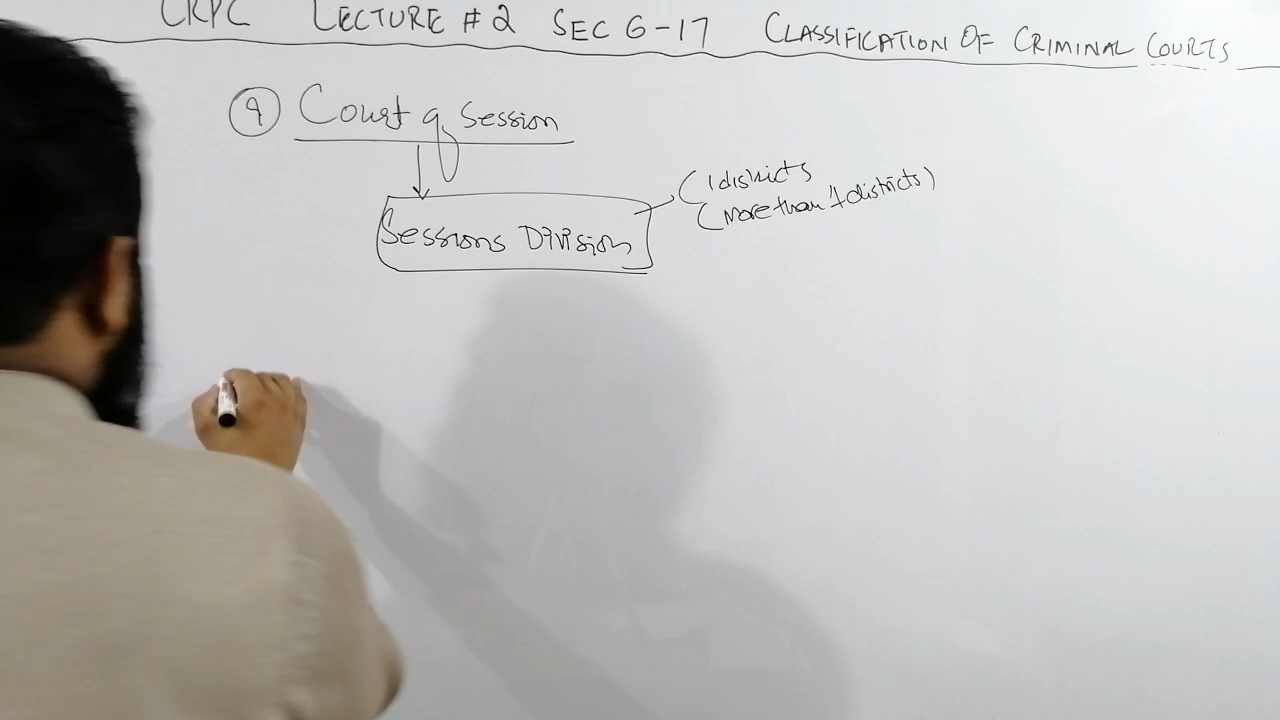 CRPC LECTURE # 2 SEC 6-17 CLASSIFICATION OF CRIMINAL COURTS
9 Court of Session
Sessions Division
(1 districts
(More than 1 districts)